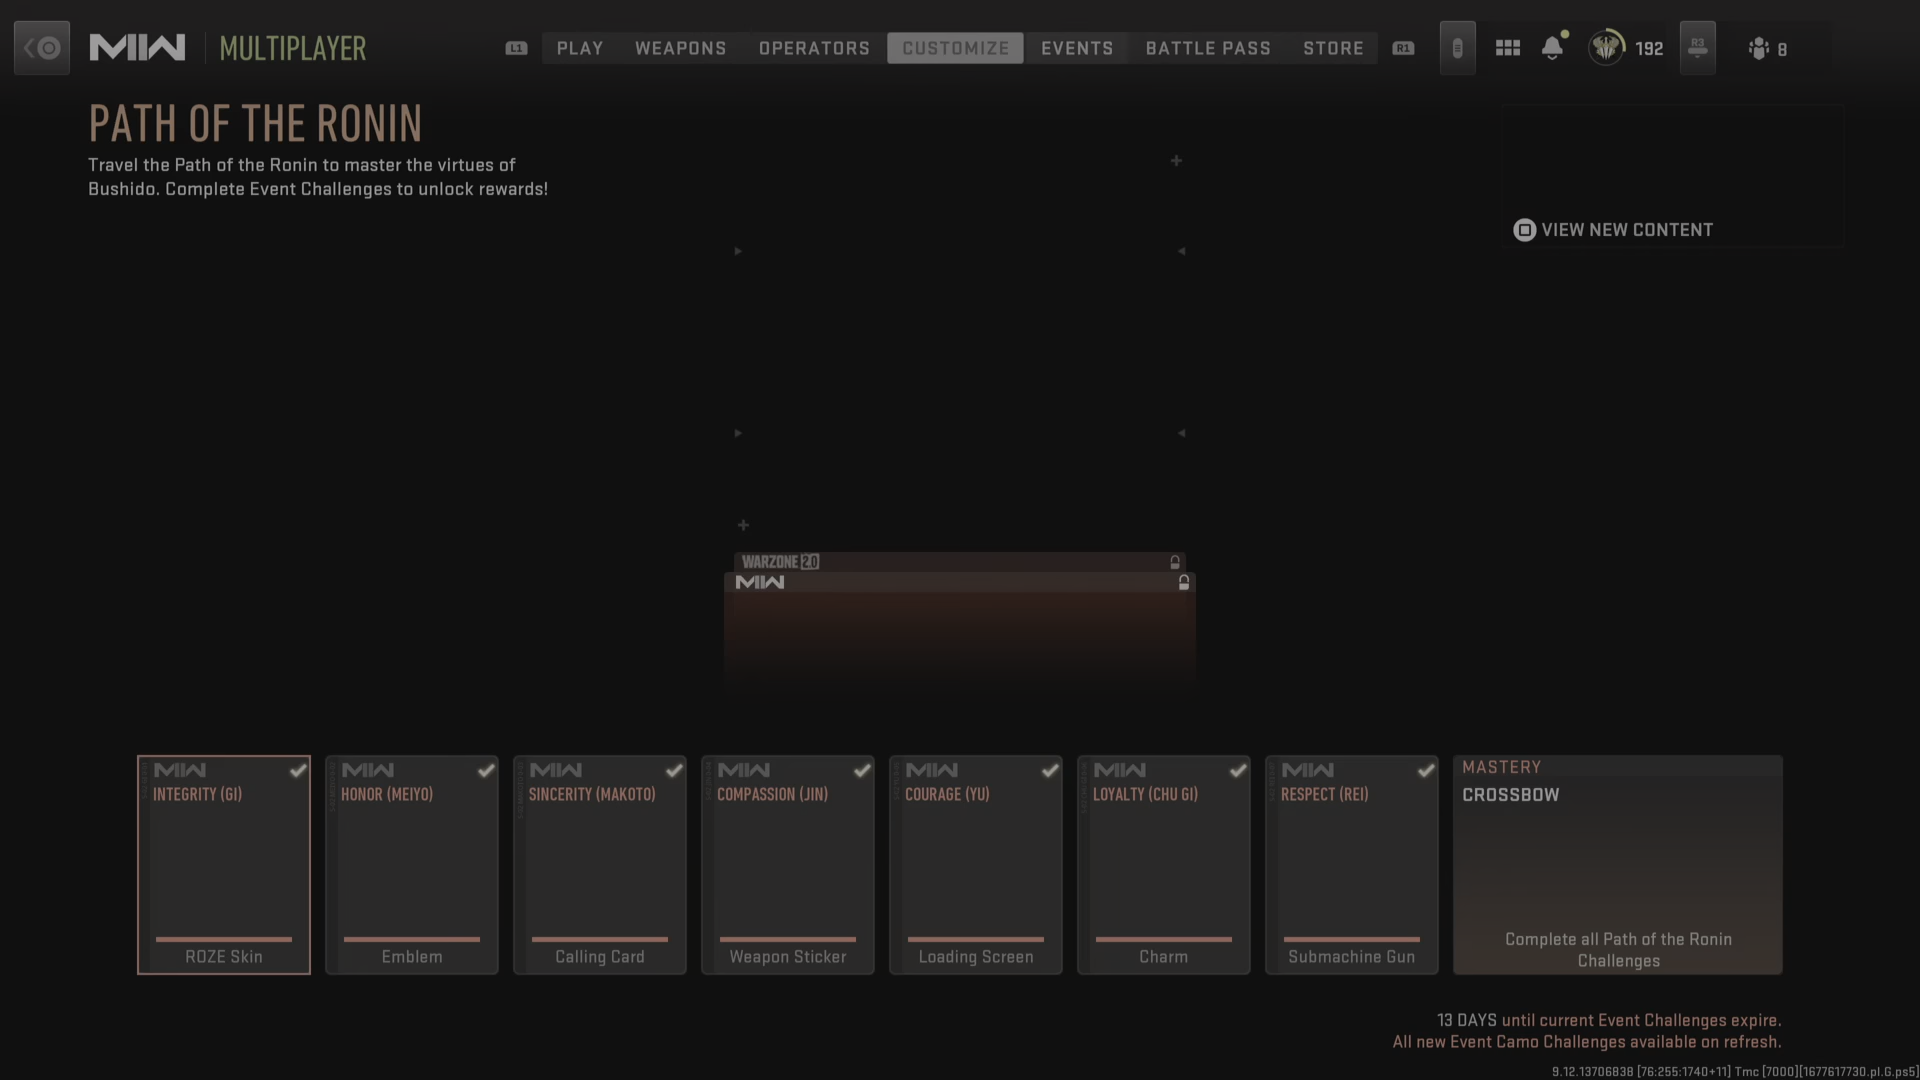 MW MULTIPLAYER
L1 PLAY WEAPONS OPERATORS CUSTOMIZE EVENTS BATTLE PASS STORE R1
192
R3
8
PATH OF THE RONIN
Travel the Path of the Ronin to master the virtues of
Bushido. Complete Event Challenges to unlock rewards!
VIEW NEW CONTENT
WARZONE 2.0
MW
MW
INTEGRITY (GI)
ROZE Skin
MW
HONOR (MEIYO)
Emblem
MW
SINCERITY (MAKOTO)
Calling Card
MW
COMPASSION (JIN)
Weapon Sticker
MW
COURAGE (YU)
Loading Screen
MW
LOYALTY (CHU GI)
Charm
MW
RESPECT (REI)
Submachine Gun
MASTERY
CROSSBOW
Complete all Path of the Ronin
Challenges
13 DAYS until current Event Challenges expire.
All new Event Camo Challenges available on refresh.
9.12.13706838 [76:255:1740+11] Tmc [7000][1677617730.pl.G.ps5]